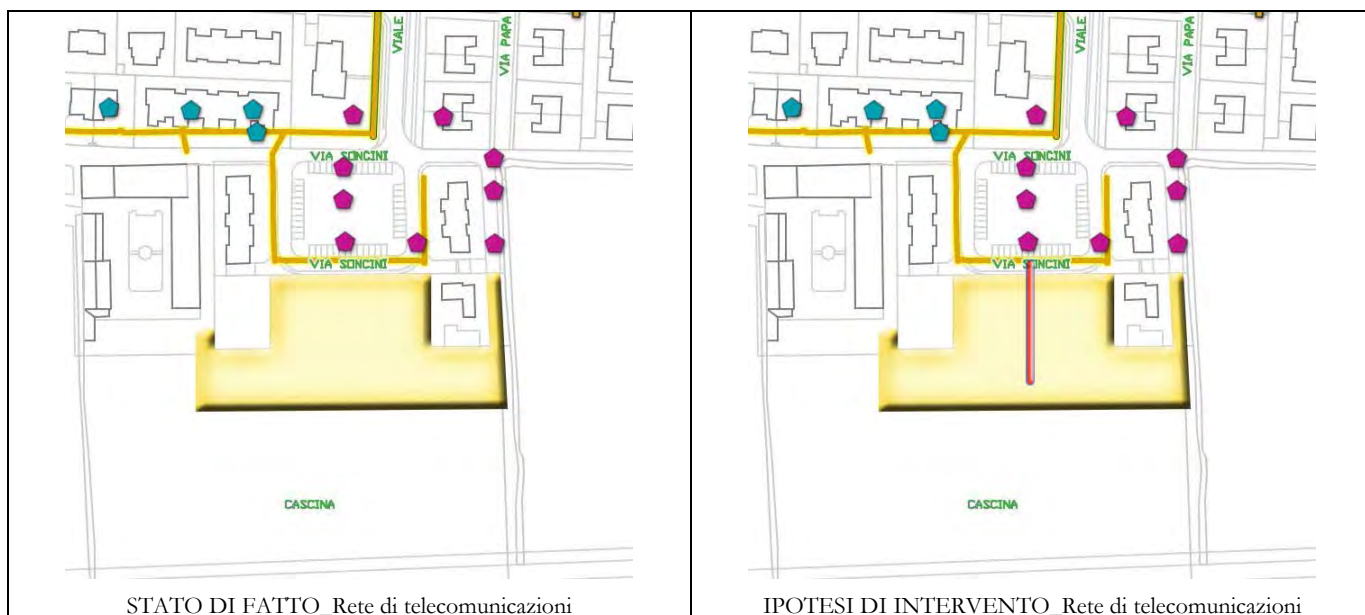 VIALE
VIA PAPA
VIA SONCINI
VIA SONCINI
CASCINA
STATO DI FATTO_Rete di telecomunicazioni
VIALE
VIA PAPA
VIA SONCINI
VIA SONCINI
CASCINA
IPOTESI DI INTERVENTO_Rete di telecomunicazioni